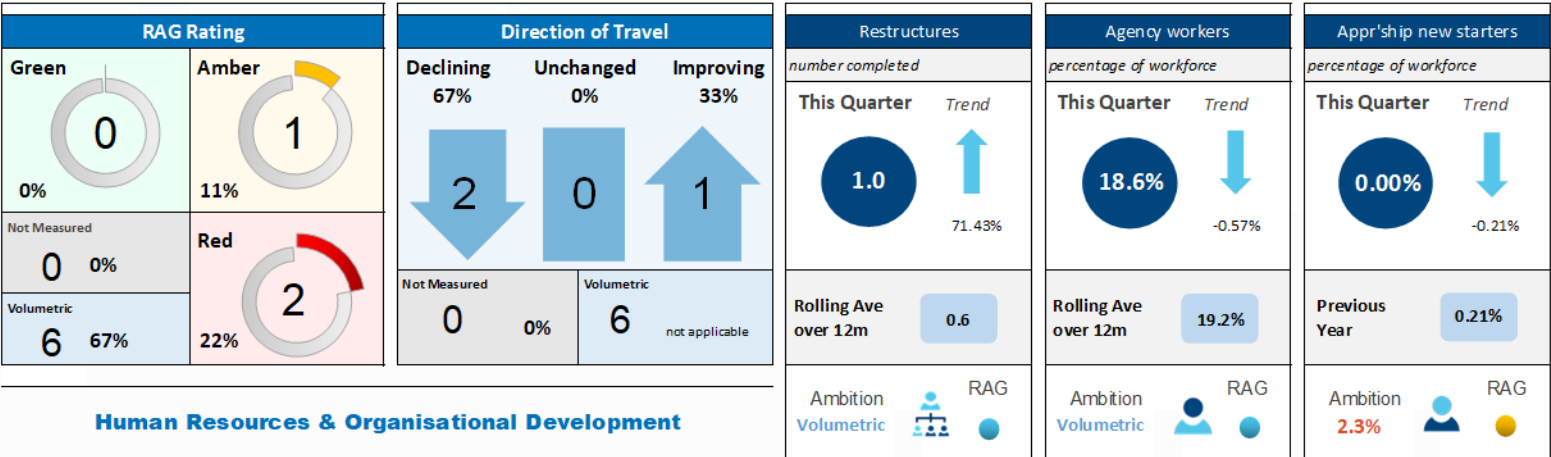 RAG Rating
Green
0
0%
Amber
1
11%
Not Measured
0 0%
Volumetric
6 67%
Red
2
22%
Direction of Travel
Declining Unchanged Improving
67% 0% 33%
2 0 1
Not Measured
0 0%
Volumetric
6 not applicable
Human Resources & Organisational Development
Restructures
number completed
This Quarter Trend
1.0
71.43%
Rolling Ave
over 12m
0.6
Ambition RAG
Volumetric
Agency workers
percentage of workforce
This Quarter Trend
18.6%
-0.57%
Rolling Ave
over 12m
19.2%
Ambition RAG
Volumetric
Appr'ship new starters
percentage of workforce
This Quarter Trend
0.00%
-0.21%
Previous
Year
0.21%
Ambition RAG
2.3%